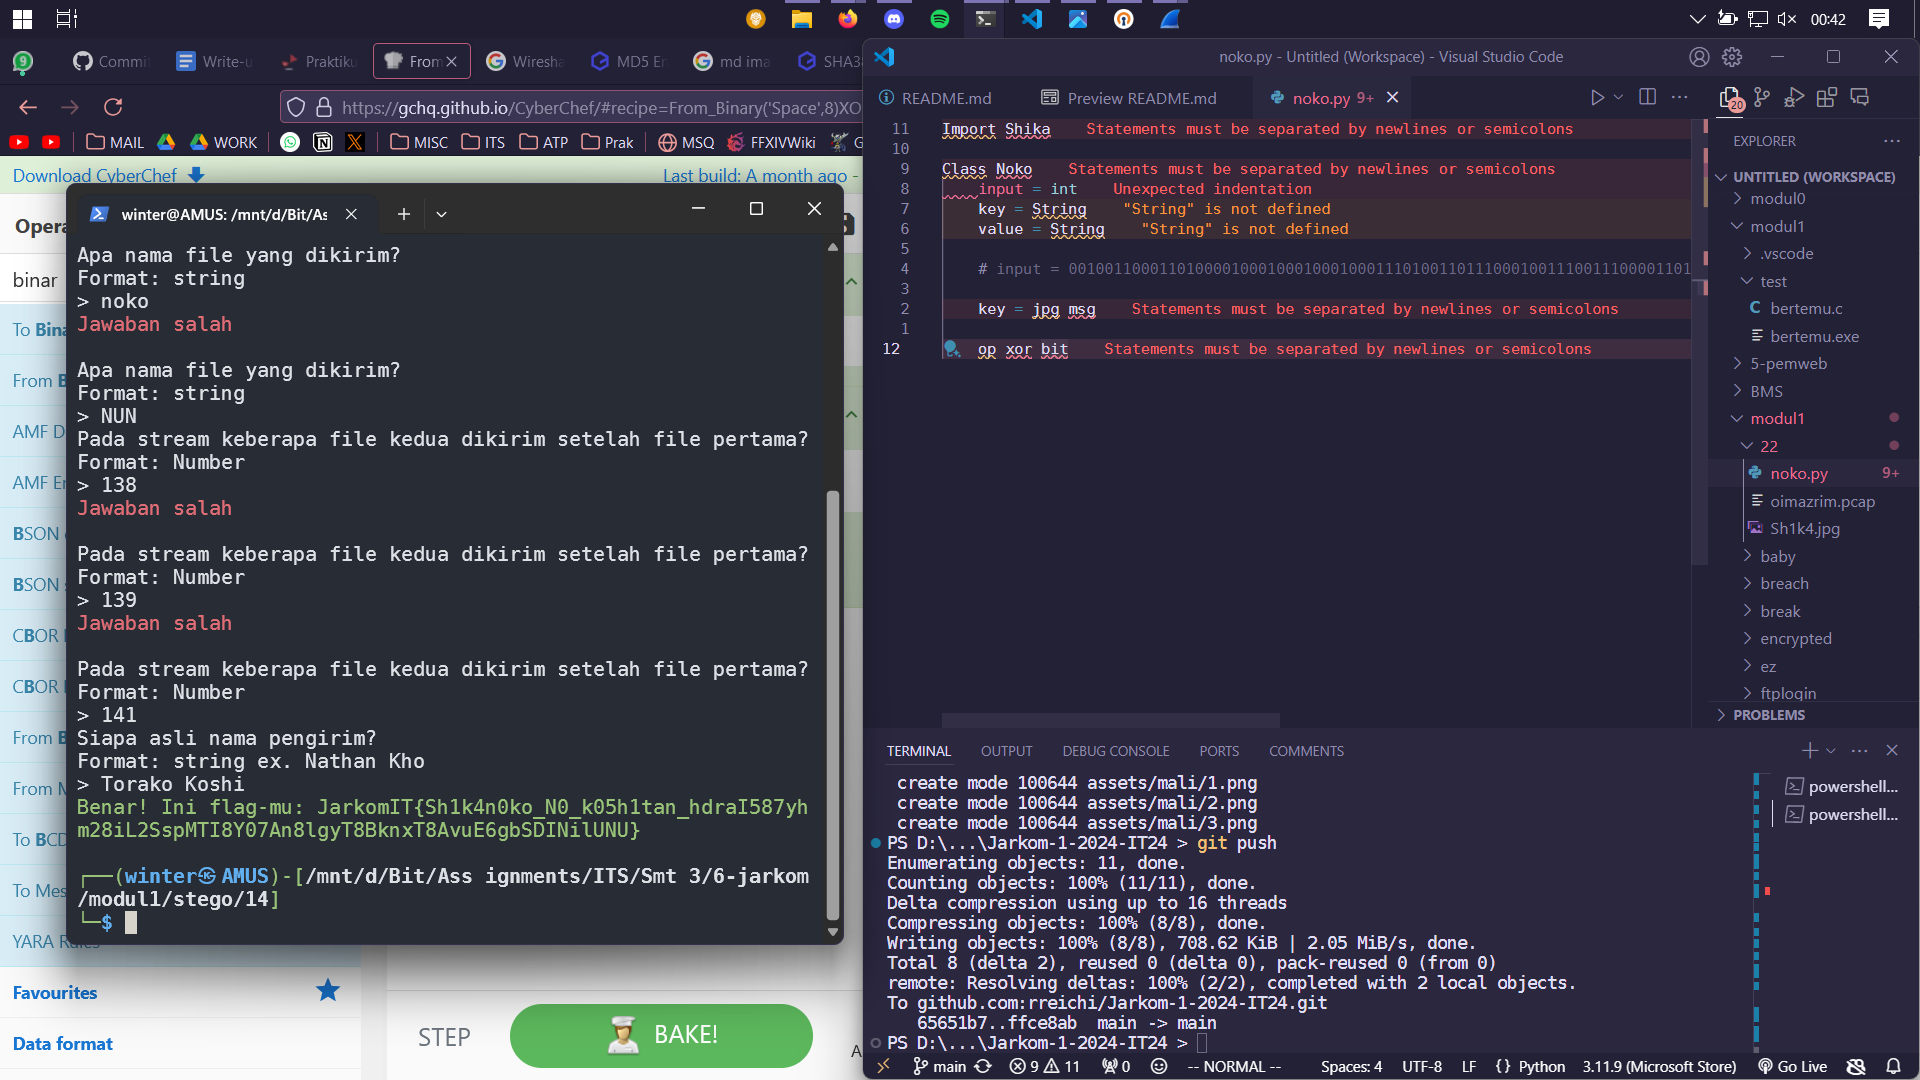 00:42
Commit
Write-u
Praktiku
From
Wiresha
MD5 E
md ima
SHA3
https://gchq.github.io/CyberChef/#recipe=From_Binary('Space',8)XO
MAIL
WORK
MISC
ITS
ATP
Prak
MSQ
FFXIVWiki
G
Download CyberChef
Last build: A month ago -
Opera
binar
To Bina
From B
AMF D
AMF E
BSON
BSON
CBOR
CBOR
From B
From M
To BCD
To Mes
YARA Rules
Favourites
Data format
STEP
BAKE!
A
winter@AMUS: /mnt/d/Bit/As
Apa nama file yang dikirim?
Format: string
> noko
Jawaban salah
Apa nama file yang dikirim?
Format: string
> NUN
Pada stream keberapa file kedua dikirim setelah file pertama?
Format: Number
> 138
Jawaban salah
Pada stream keberapa file kedua dikirim setelah file pertama?
Format: Number
> 139
Jawaban salah
Pada stream keberapa file kedua dikirim setelah file pertama?
Format: Number
> 141
Siapa asli nama pengirim?
Format: string ex. Nathan Kho
> Torako Koshi
Benar! Ini flag-mu: JarkomIT{Sh1k4n0ko_N0_k05h1tan_hdraI587yh
m28iL2SspMTI8Y07An8lgyT8BknxT8AvuE6gbSDINilUNU}
┌──(winter㉿AMUS)-[/mnt/d/Bit/Ass ignments/ITS/Smt 3/6-jarkom
/modul1/stego/14]
└─$
noko.py - Untitled (Workspace) - Visual Studio Code
README.md
Preview README.md
noko.py 9+
11 Import Shika Statements must be separated by newlines or semicolons
10
9 Class Noko Statements must be separated by newlines or semicolons
8 input = int Unexpected indentation
7 key = String "String" is not defined
6 value = String "String" is not defined
5
4 # input = 001001100011010000100010001000100011101001101110001001110011100001101
3
2 key = jpg msg Statements must be separated by newlines or semicolons
1
12 op xor bit Statements must be separated by newlines or semicolons
20
EXPLORER
UNTITLED (WORKSPACE)
modul0
modul1
.vscode
test
bertemu.c
bertemu.exe
5-pemweb
BMS
modul1
22
noko.py 9+
oimazrim.pcap
Sh1k4.jpg
baby
breach
break
encrypted
ez
ftplogin
PROBLEMS
TERMINAL OUTPUT DEBUG CONSOLE PORTS COMMENTS
create mode 100644 assets/mali/1.png
create mode 100644 assets/mali/2.png
create mode 100644 assets/mali/3.png
PS D:\...\Jarkom-1-2024-IT24 > git push
Enumerating objects: 11, done.
Counting objects: 100% (11/11), done.
Delta compression using up to 16 threads
Compressing objects: 100% (8/8), done.
Writing objects: 100% (8/8), 708.62 KiB | 2.05 MiB/s, done.
Total 8 (delta 2), reused 0 (delta 0), pack-reused 0 (from 0)
remote: Resolving deltas: 100% (2/2), completed with 2 local objects.
To github.com:rreichi/Jarkom-1-2024-IT24.git
65651b7..ffce8ab main -> main
PS D:\...\Jarkom-1-2024-IT24 >
powershell...
powershell...
main 9 11 0 -- NORMAL -- Spaces: 4 UTF-8 LF {} Python 3.11.9 (Microsoft Store) Go Live